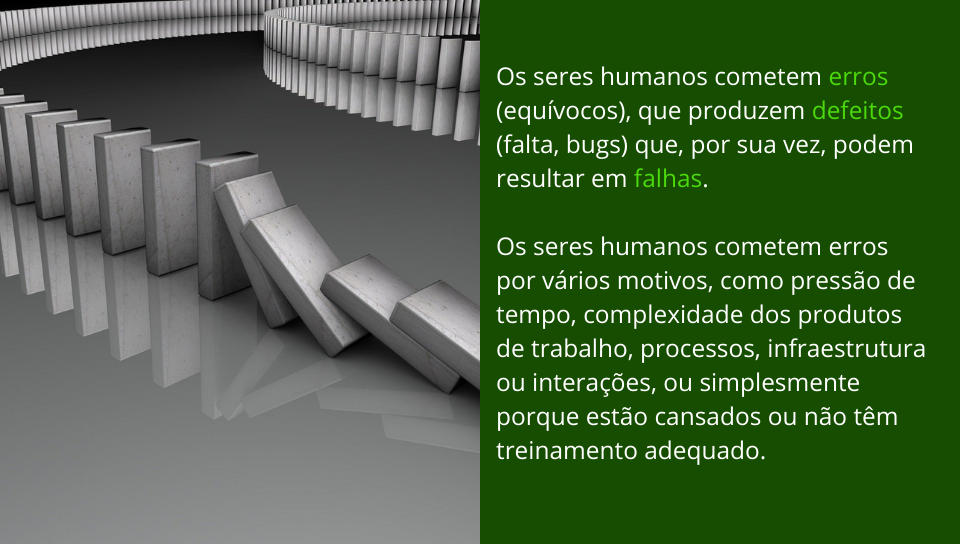 Os seres humanos cometem erros
(equívocos), que produzem defeitos
(falta, bugs) que, por sua vez, podem
resultar em falhas.
Os seres humanos cometem erros
por vários motivos, como pressão de
tempo, complexidade dos produtos
de trabalho, processos, infraestrutura
ou interações, ou simplesmente
porque estão cansados ou não têm
treinamento adequado.